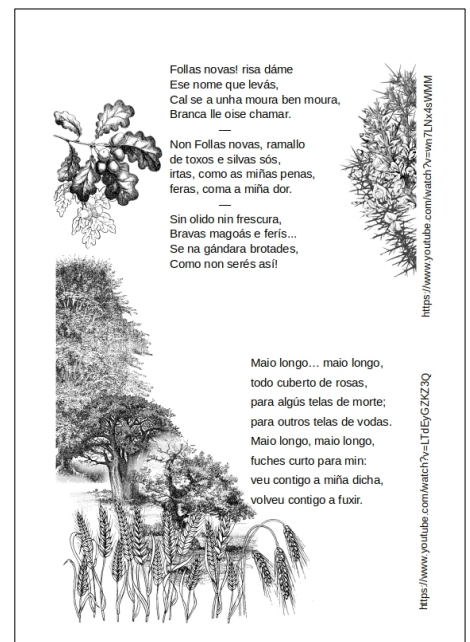 Follas novas! risa dáme
Ese nome que levás,
Cal se a unha moura ben moura,
Branca lle oise chamar.
—
Non Follas novas, ramallo
de toxos e silvas sós,
irtas, como as miñas penas,
feras, coma a miña dor.
—
Sin olido nin frescura,
Bravas magoás e ferís...
Se na gándara brotades,
Como non serés así!
https://www.youtube.com/watch?v=wn7LNx4sWMM
Maio longo… maio longo,
todo cuberto de rosas,
para algús telas de morte;
para outros telas de vodas.
Maio longo, maio longo,
fuches curto para min:
veu contigo a miña dicha,
volveu contigo a fuxir.
https://www.youtube.com/watch?v=LTdEyGZKZ3Q